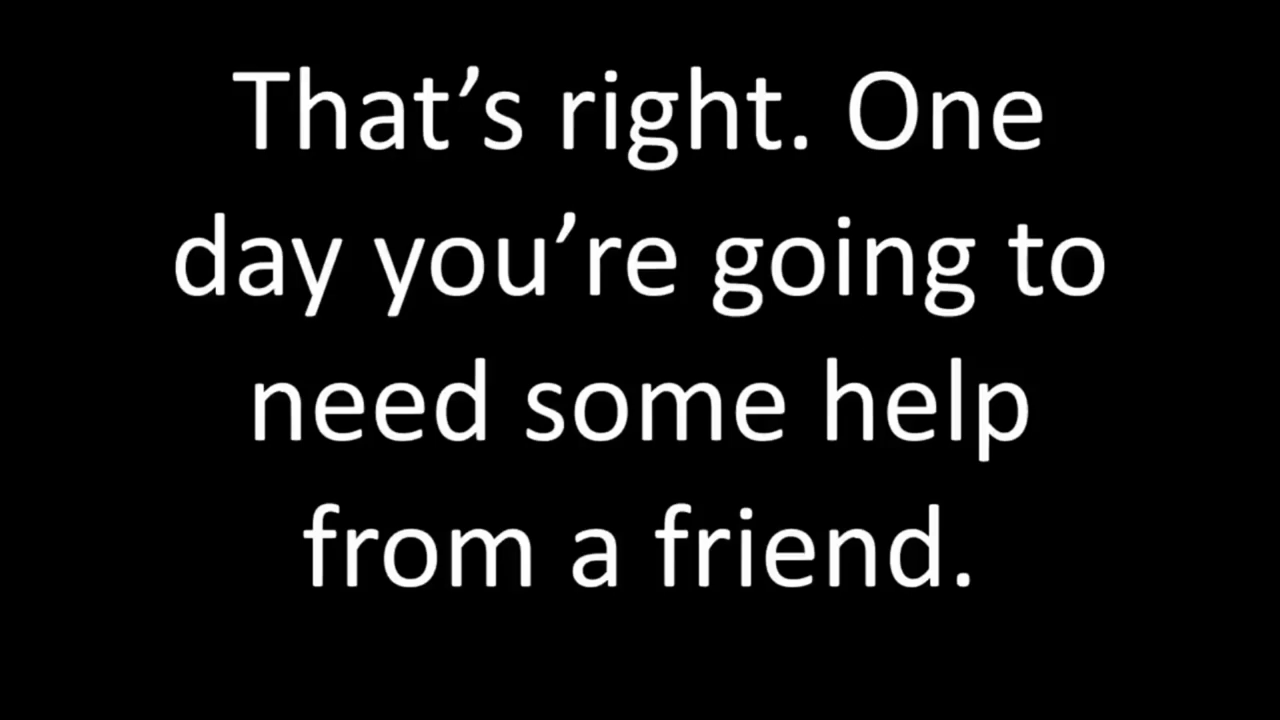 That’s right. One
day you’re going to
need some help
from a friend.